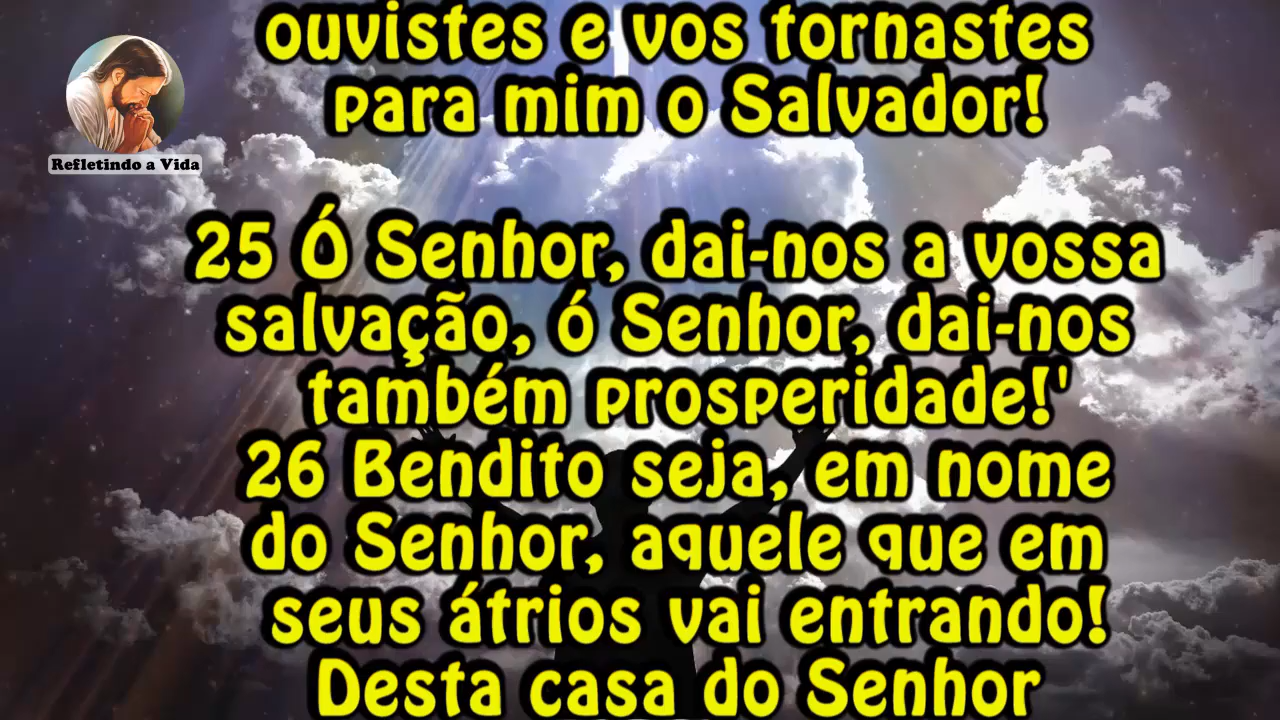 ouvistes e vos tornastes
para mim o Salvador!
Refletindo a Vida
25 Ó Senhor, dai-nos a vossa
salvação, ó Senhor, dai-nos
também prosperidade!'
26 Bendito seja, em nome
do Senhor, aquele que em
seus átrios vai entrando!
Desta casa do Senhor